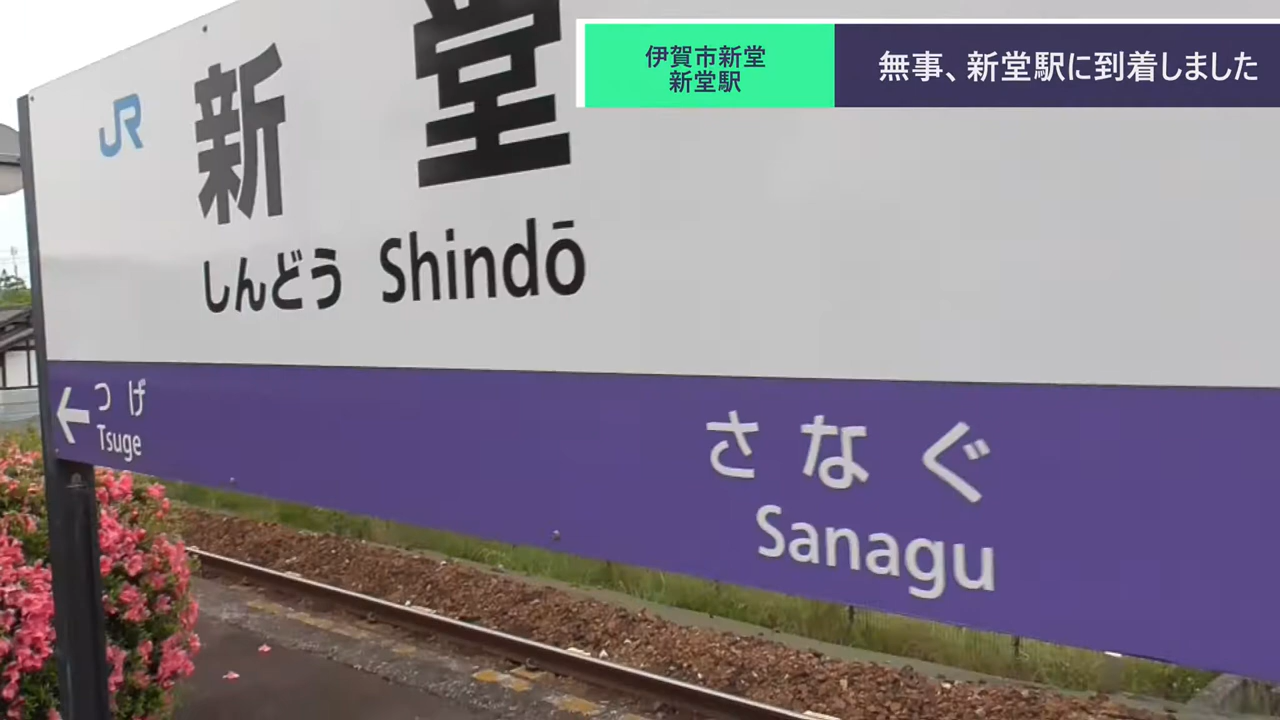 伊賀市新堂
新堂駅
無事、新堂駅に到着しました
JR
新堂
しんどう Shindō
← つげ
Tsuge
さなぐ
Sanagu